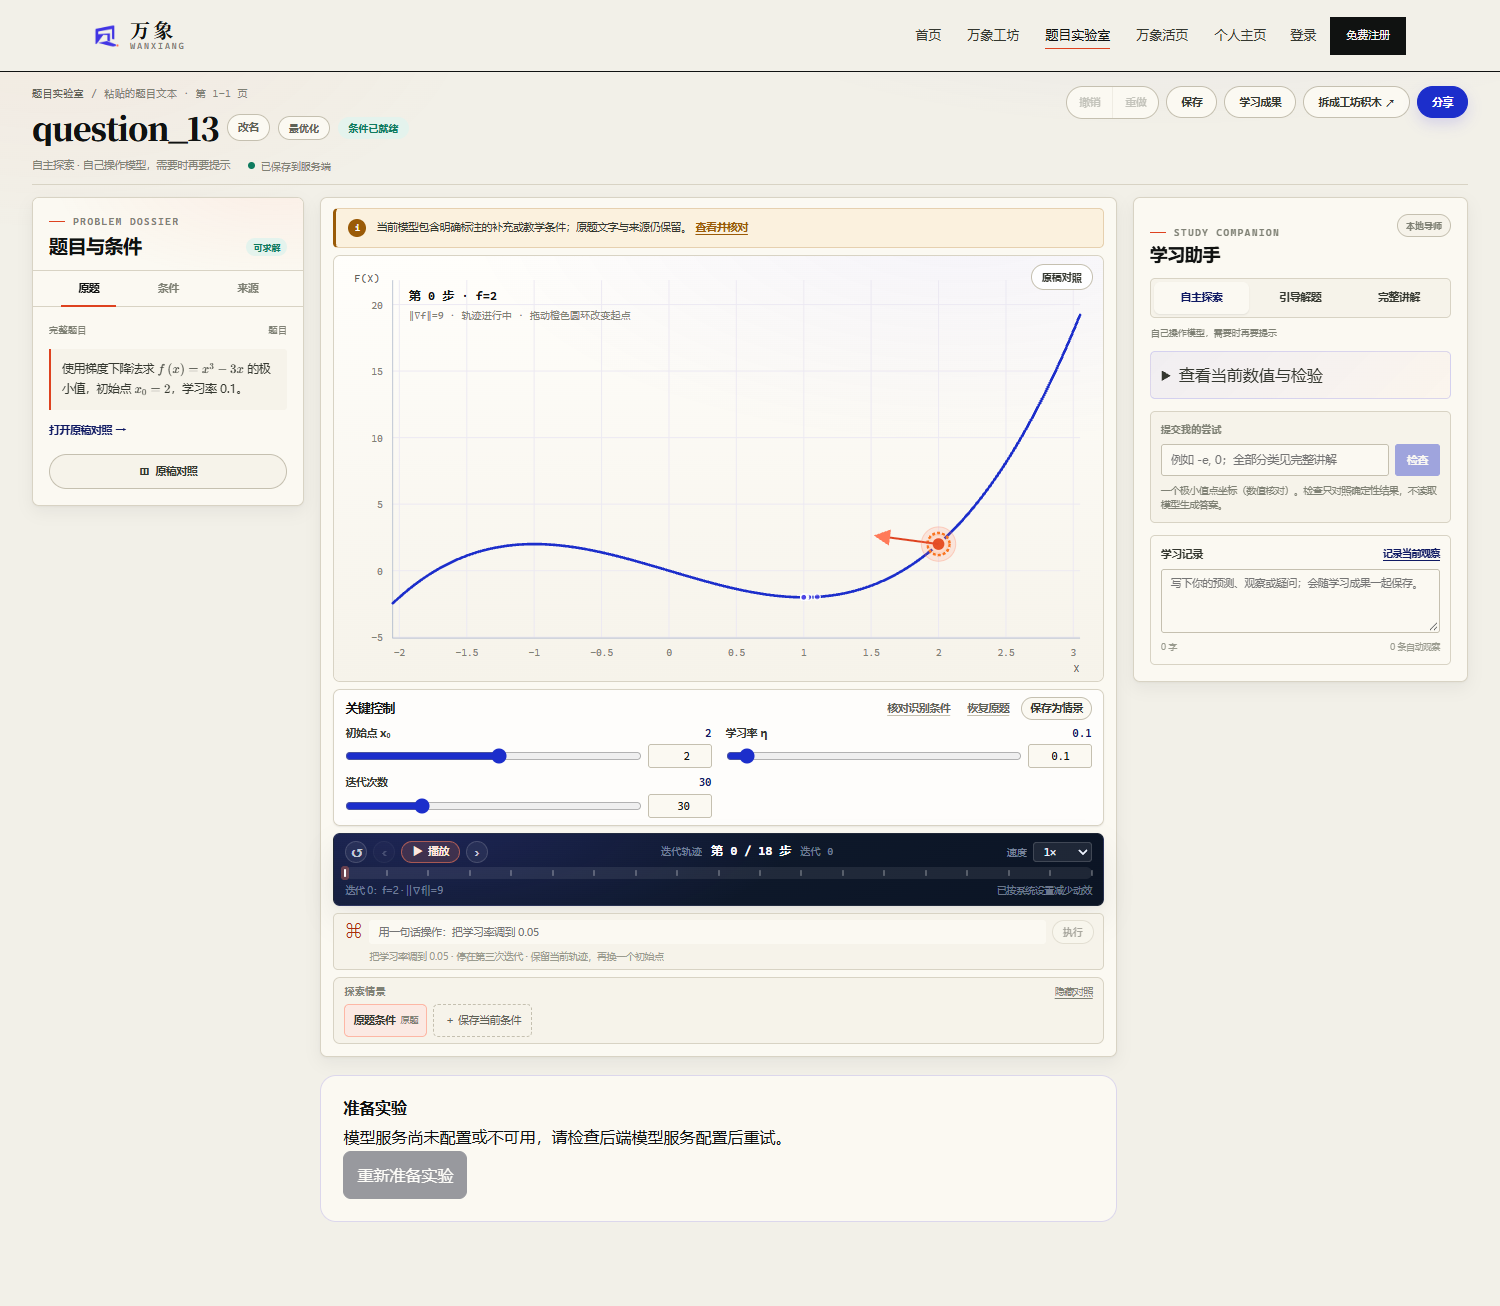 万象
WANXIANG
首页
万象工坊
题目实验室
万象活页
个人主页
登录
免费注册
题目实验室 / 粘贴的题目文本 · 第 1-1 页
撤销
重做
保存
学习成果
拆成工坊积木 ↗
分享
question_13
改名
最优化
条件已就绪
自主探索 · 自己操作模型，需要时再要提示
已保存到服务端
PROBLEM DOSSIER
题目与条件
可求解
原题
条件
来源
完整题目
题目
使用梯度下降法求 f (x) = x³ − 3x 的极
小值，初始点 x₀ = 2，学习率 0.1。
打开原稿对照 →
原稿对照
当前模型包含明确标注的补充或教学条件；原题文字与来源仍保留。 查看并核对
F(X)
原稿对照
第 0 步 · f=2
‖∇f‖=9 · 轨迹进行中 · 拖动橙色圆环改变起点
20
15
10
5
0
−5
−2
−1.5
−1
−0.5
0
0.5
1
1.5
2
2.5
3
X
关键控制
核对识别条件
恢复原题
保存为情景
初始点 x₀
2
2
学习率 η
0.1
0.1
迭代次数
30
30
↺
‹
▶ 播放
›
迭代轨迹 第 0 / 18 步 迭代 0
速度
1×
迭代 0：f=2 · ||∇f||=9
已按系统设置减少动效
⌘
用一句话操作：把学习率调到 0.05
执行
把学习率调到 0.05 · 停在第三次迭代 · 保留当前轨迹，再换一个初始点
探索情景
隐藏对照
原题条件 原题
+ 保存当前条件
准备实验
模型服务尚未配置或不可用，请检查后端模型服务配置后重试。
重新准备实验
STUDY COMPANION
本地导师
学习助手
自主探索
引导解题
完整讲解
自己操作模型，需要时再要提示
▶ 查看当前数值与检验
提交我的尝试
例如 -e, 0；全部分类见完整讲解
检查
一个极小值点坐标（数值核对）。检查只对照确定性结果，不读取
模型生成答案。
学习记录
记录当前观察
写下你的预测、观察或疑问；会随学习成果一起保存。
0 字
0 条自动观察